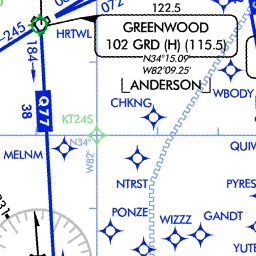 122.5
072
GREENWOOD
102 GRD (H) (115.5)
N34°15.09'
W82°09.25'
ANDERSON
-245
HRTWL
184
WBODY
CHKNG
Q77
38
KT24S
N34°
W82°
MELNM
QUIW
NTRST
PYRES
PONZE
WIZZZ
GANDT
YUTE